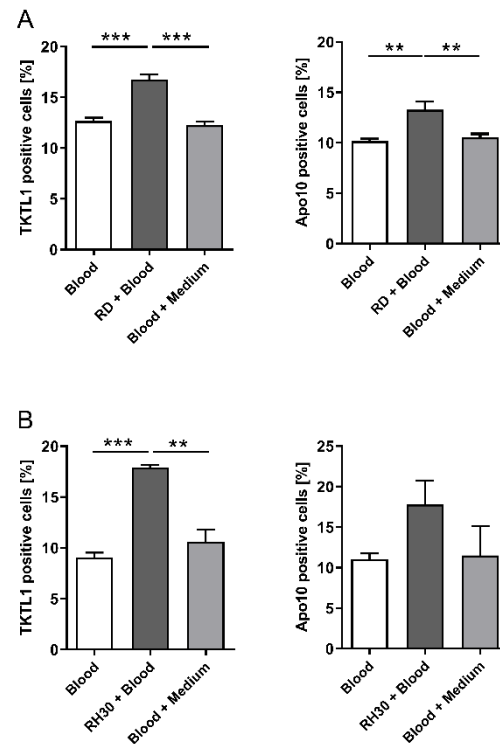 A
*** ***
TKTL1 positive cells [%]
20
15
10
5
0
Blood
RD + Blood
Blood + Medium
** **
Apo10 positive cells [%]
20
15
10
5
0
Blood
RD + Blood
Blood + Medium
B
*** **
TKTL1 positive cells [%]
20
15
10
5
0
Blood
RH30 + Blood
Blood + Medium
Apo10 positive cells [%]
25
20
15
10
5
0
Blood
RH30 + Blood
Blood + Medium